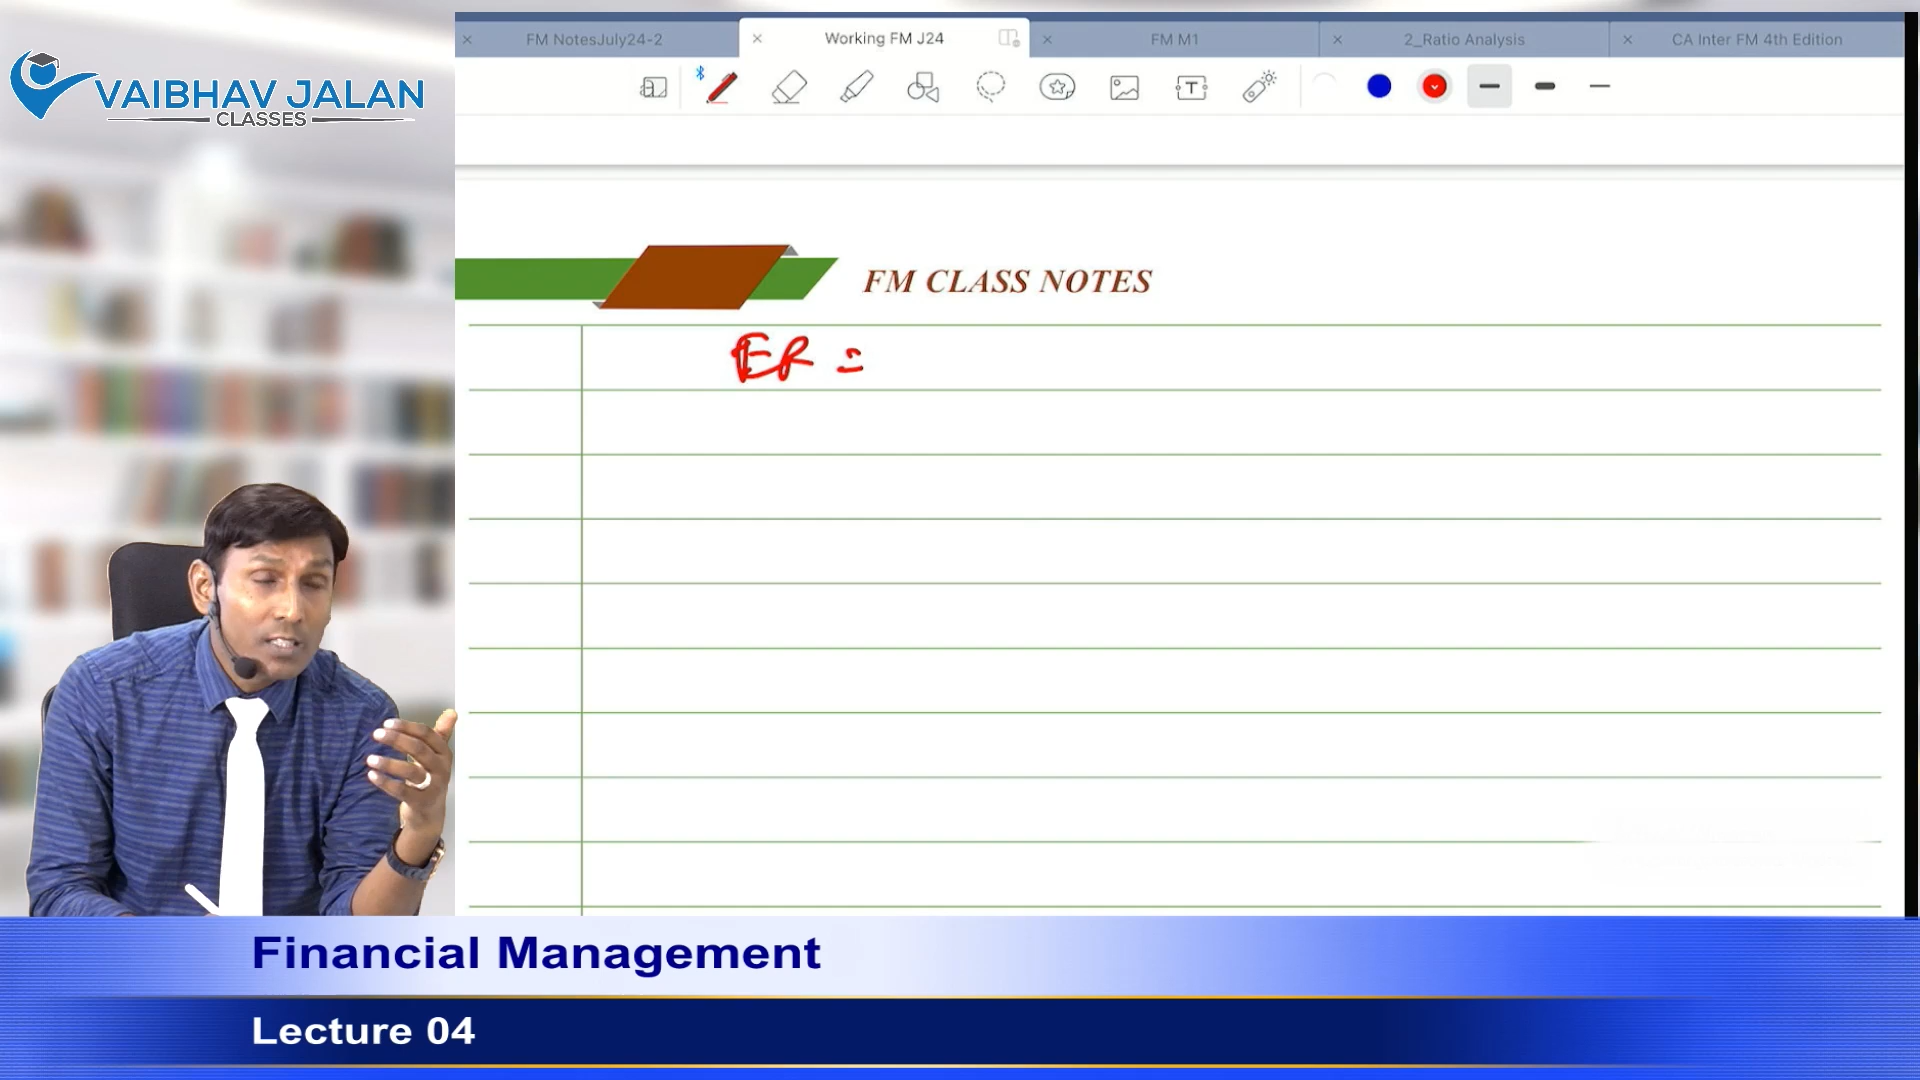 VAIBHAV JALAN
CLASSES
FM NotesJuly24-2
Working FM J24
FM M1
2_Ratio Analysis
CA Inter FM 4th Edition
T
FM CLASS NOTES
ER =
Financial Management
Lecture 04